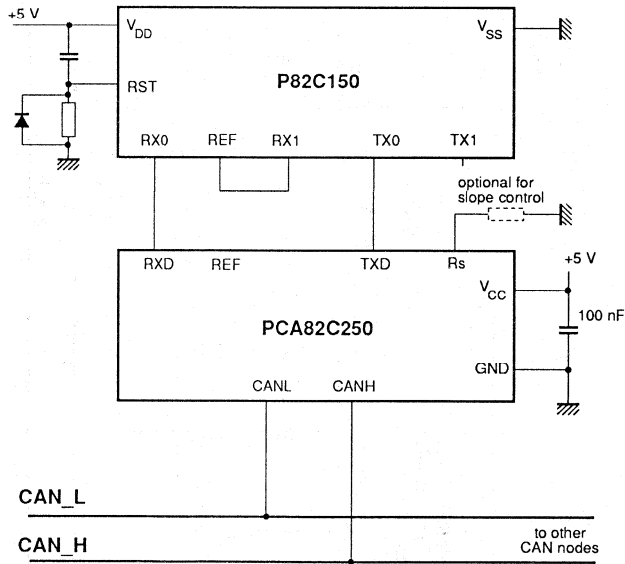 +5 V
VDD
VSS
P82C150
RST
RX0 REF RX1 TX0 TX1
optional for
slope control
RXD REF TXD Rs
+5 V
VCC
PCA82C250
100 nF
GND
CANL CANH
CAN_L
to other
CAN nodes
CAN_H